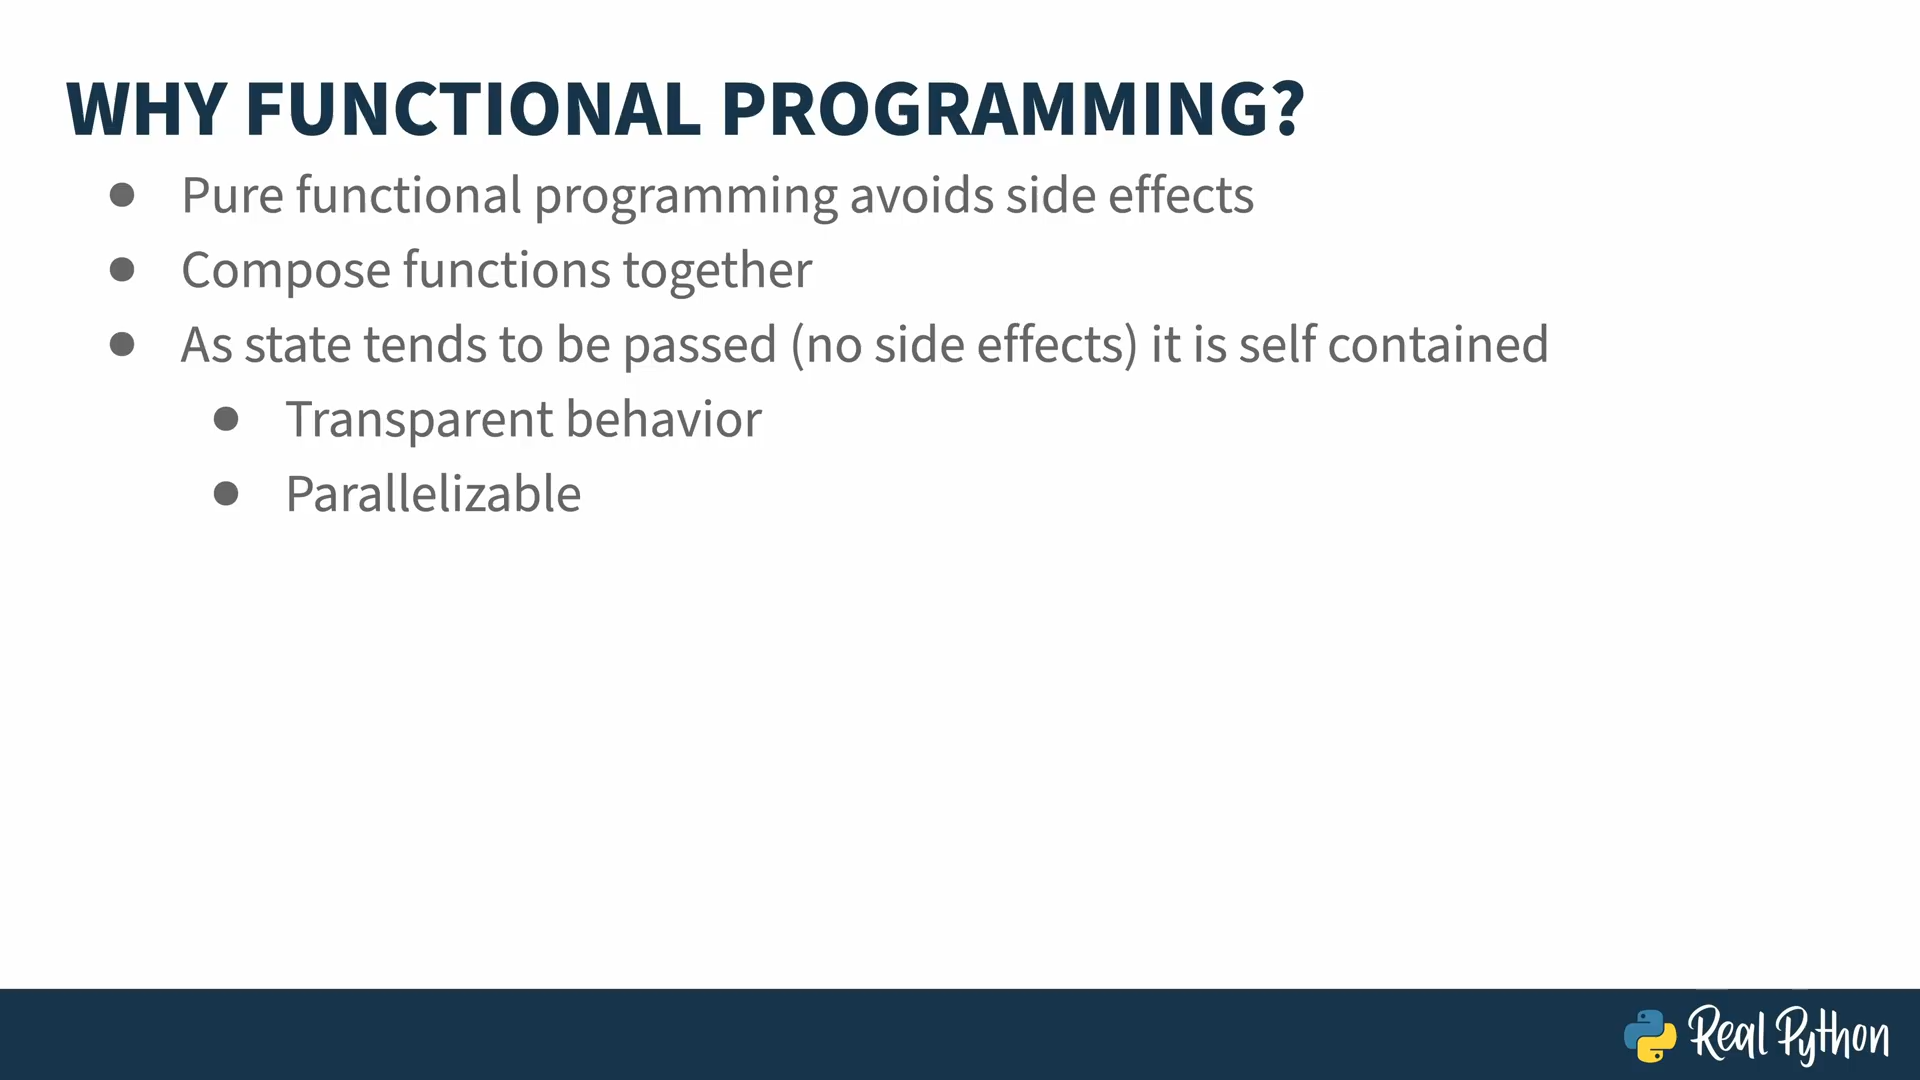 WHY FUNCTIONAL PROGRAMMING?
● Pure functional programming avoids side effects
● Compose functions together
● As state tends to be passed (no side effects) it is self contained
● Transparent behavior
● Parallelizable
Real Python